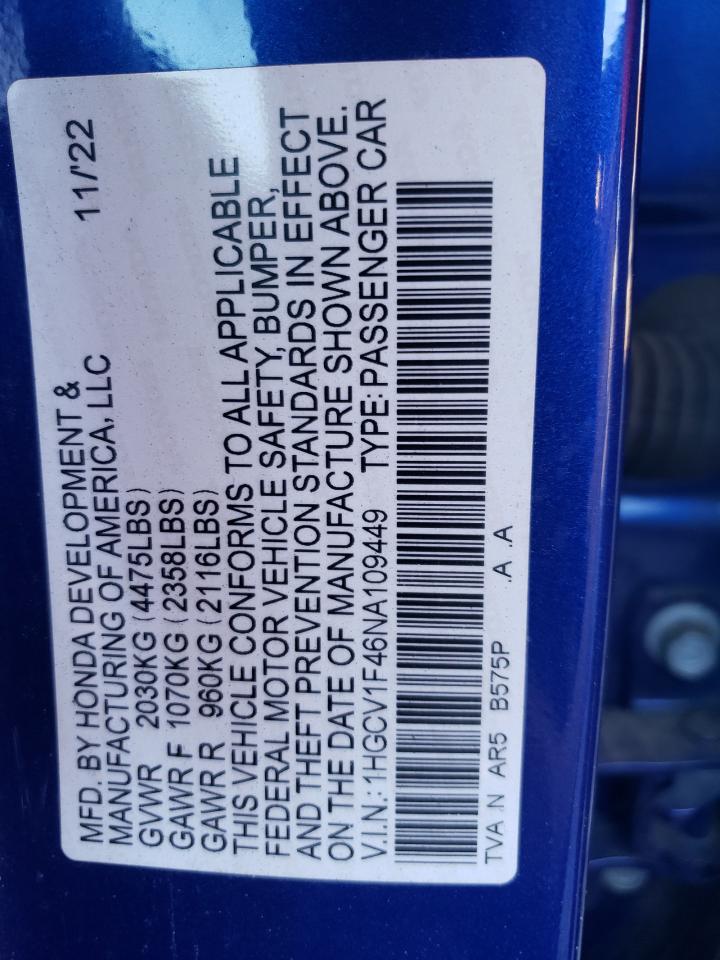 MFD. BY HONDA DEVELOPMENT & 11/'22
MANUFACTURING OF AMERICA, LLC
GVWR 2030KG (4475LBS)
GAWR F 1070KG (2358LBS)
GAWR R 960KG (2116LBS)
THIS VEHICLE CONFORMS TO ALL APPLICABLE
FEDERAL MOTOR VEHICLE SAFETY, BUMPER,
AND THEFT PREVENTION STANDARDS IN EFFECT
ON THE DATE OF MANUFACTURE SHOWN ABOVE.
V.I.N.: 1HGCV1F46NA109449 TYPE: PASSENGER CAR
TVA N AR5 B575P .A .A